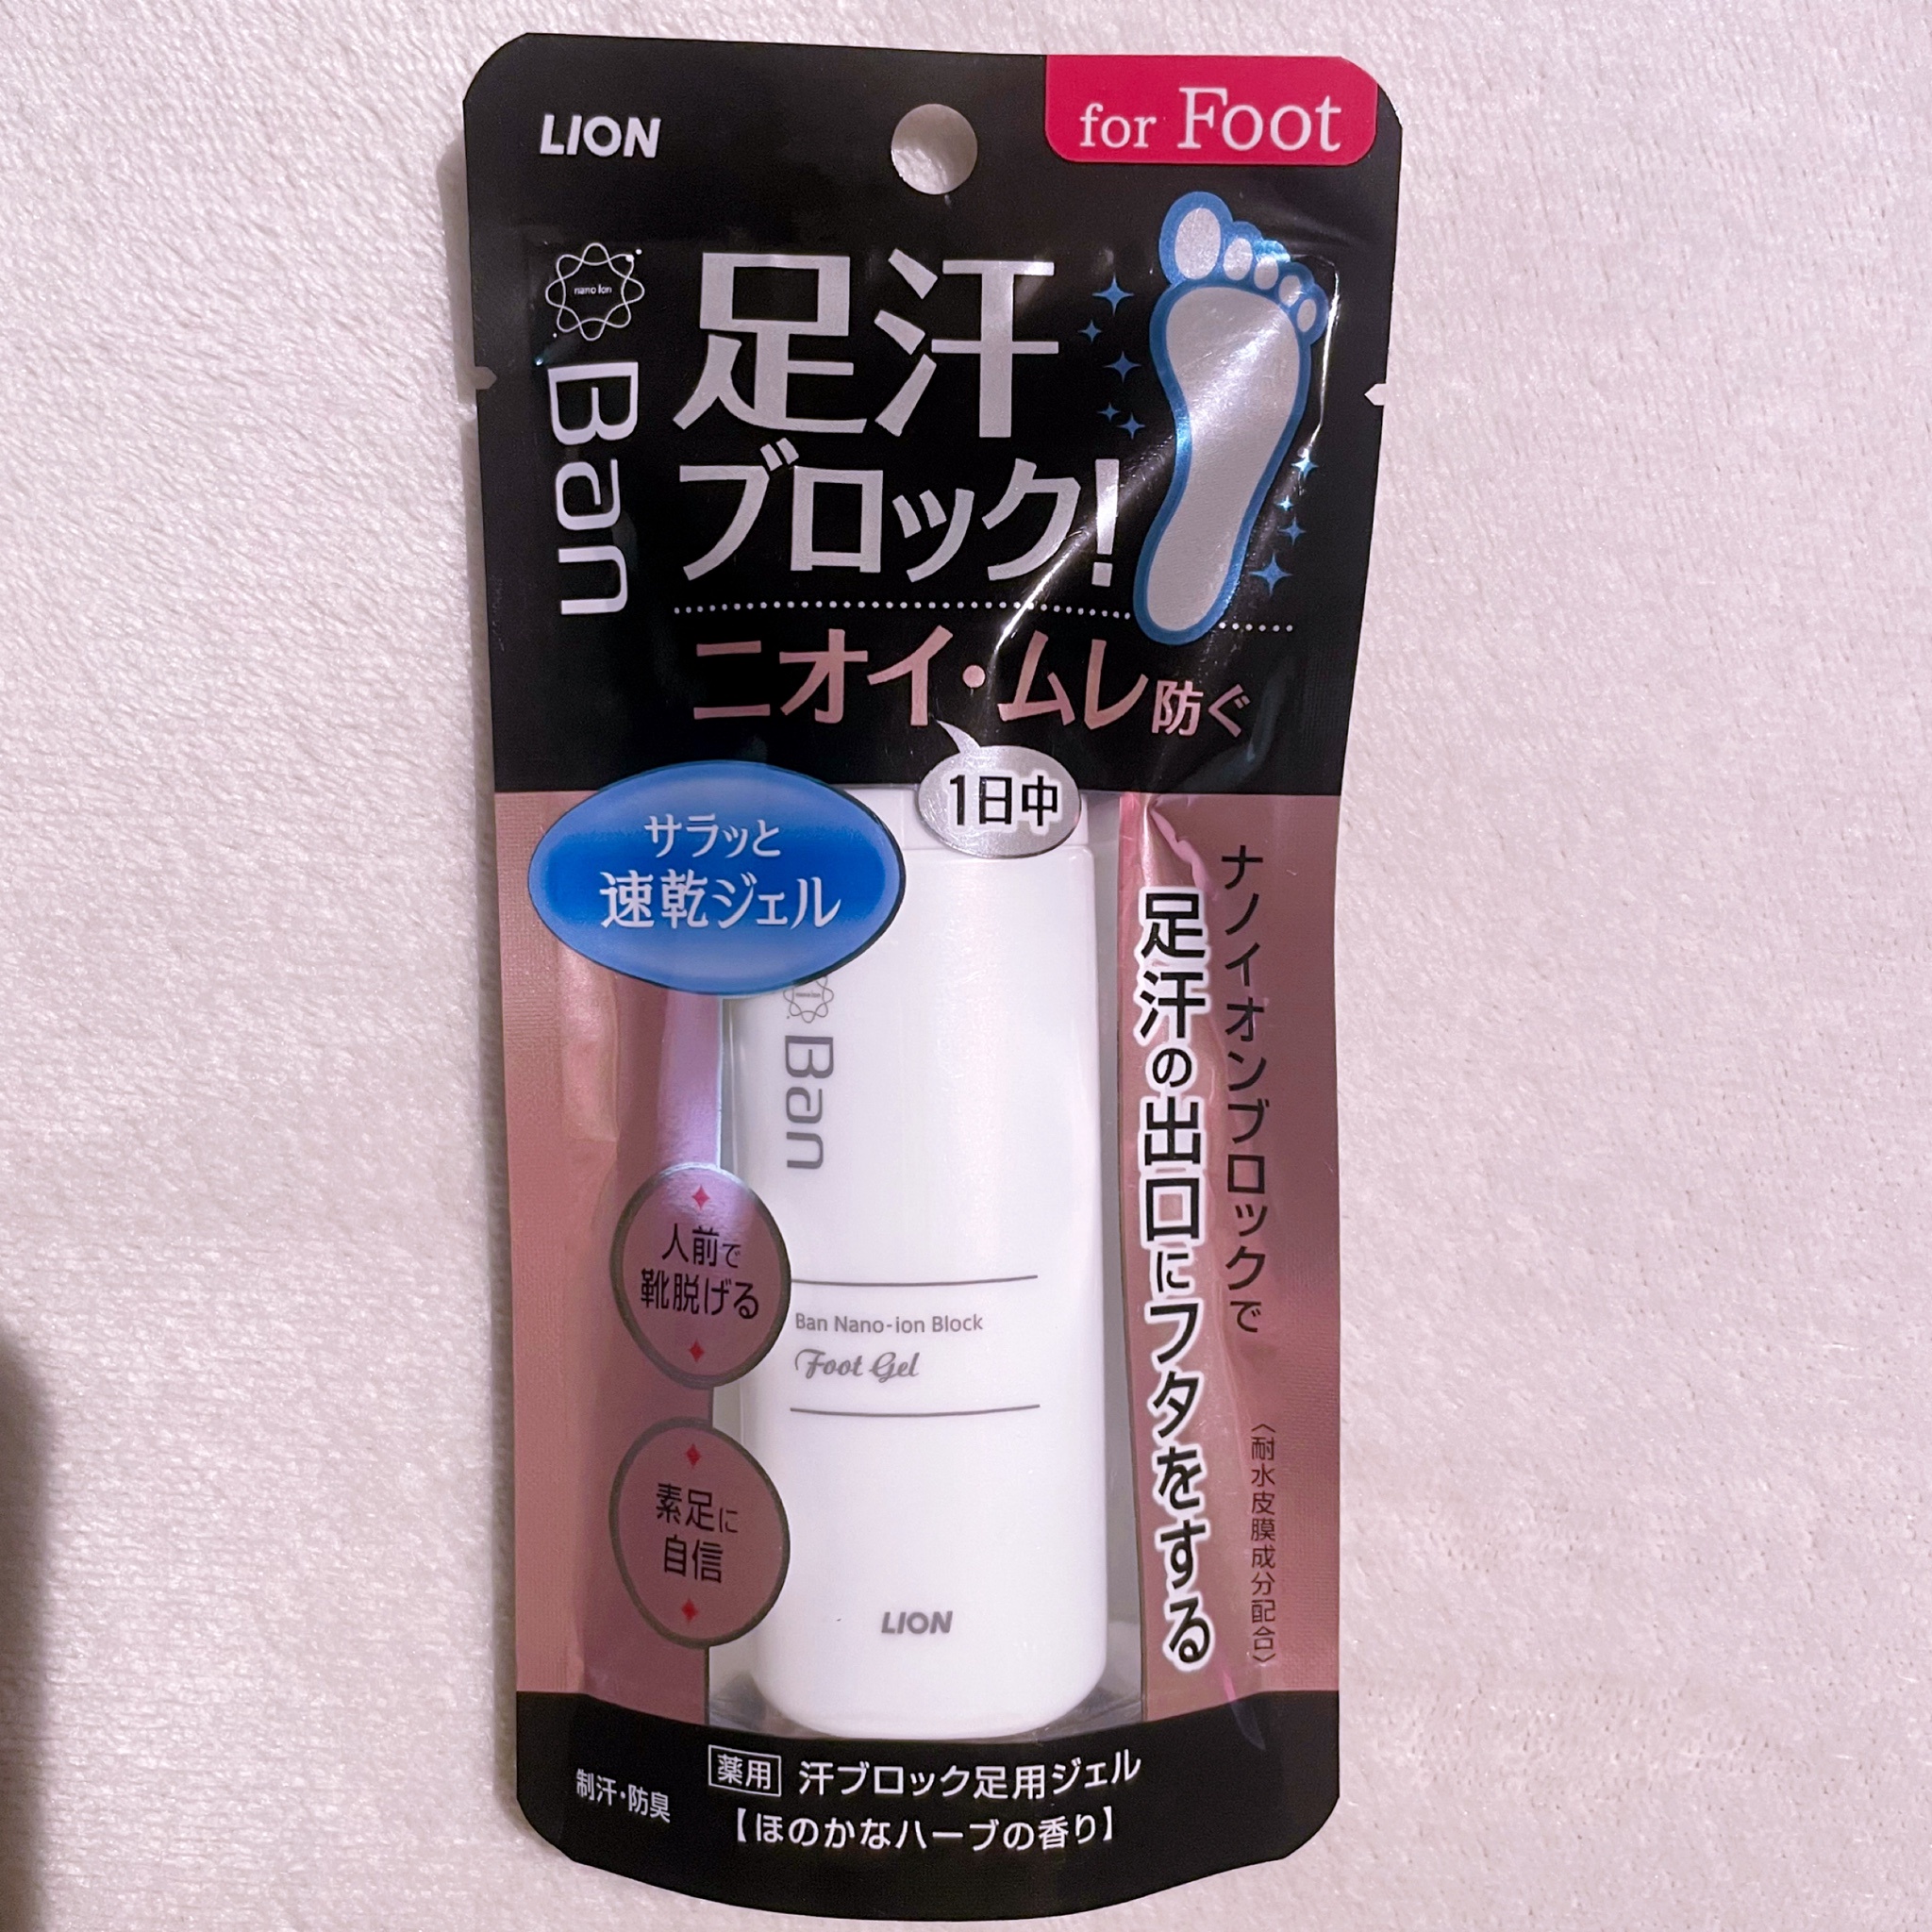 LION
for Foot
nano Ion
Ban
足汗
ブロック!
ニオイ・ムレ防ぐ
1日中
サラッと
速乾ジェル
ナノイオンブロックで
足汗の出口にフタをする
〈耐水皮膜成分配合〉
nano Ion
Ban
人前で
靴脱げる
Ban Nano-ion Block
Foot Gel
素足に
自信
LION
制汗・防臭
薬用 汗ブロック足用ジェル
【ほのかなハーブの香り】